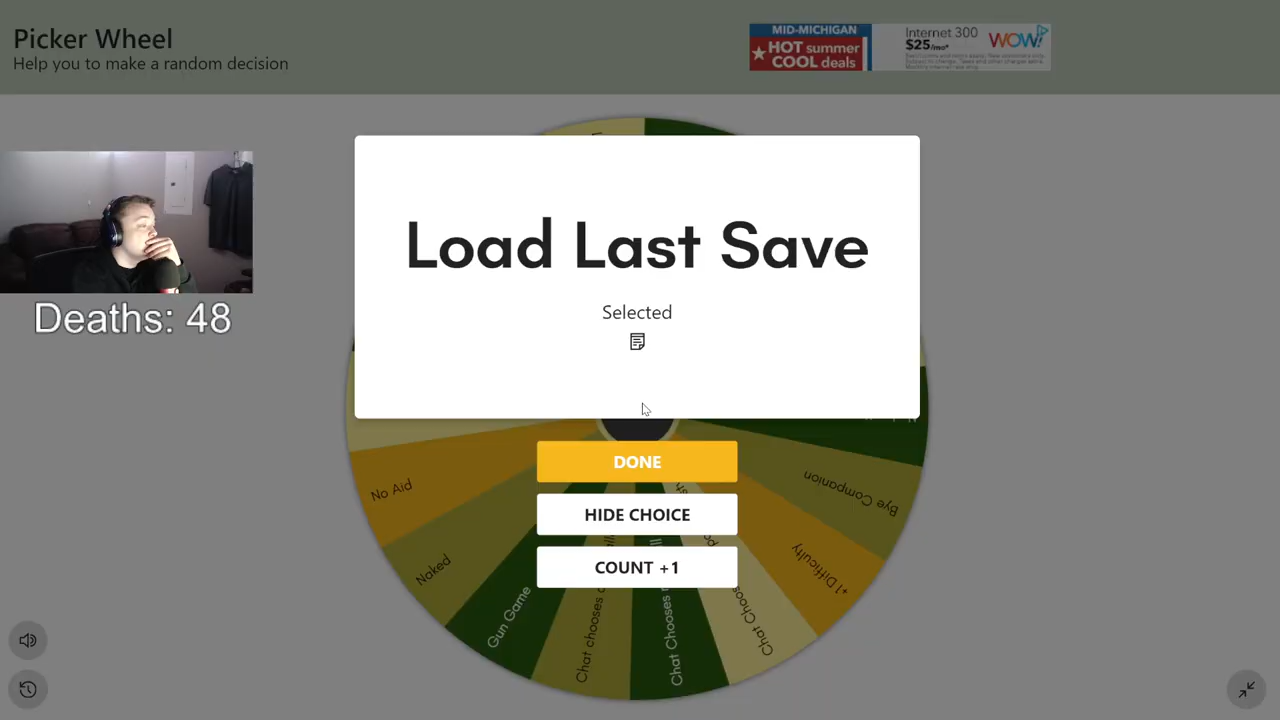 Picker Wheel
Help you to make a random decision
MID-MICHIGAN
HOT summer
COOL deals
Internet 300
$25/mo*
WOW!
Load Last Save
Selected
Deaths: 48
DONE
HIDE CHOICE
COUNT +1
No Aid
Naked
Gun Game
Chat chooses
Chat Chooses
Chat Choos
+1 Difficulty
Bye Companion